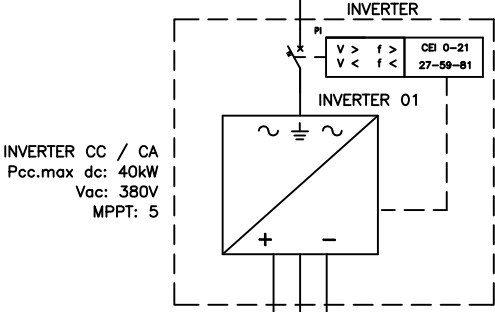 INVERTER
PI
V > f >
V < f <
CEI 0-21
27-59-81
INVERTER 01
INVERTER CC / CA
Pcc.max dc: 40kW
Vac: 380V
MPPT: 5
+ −